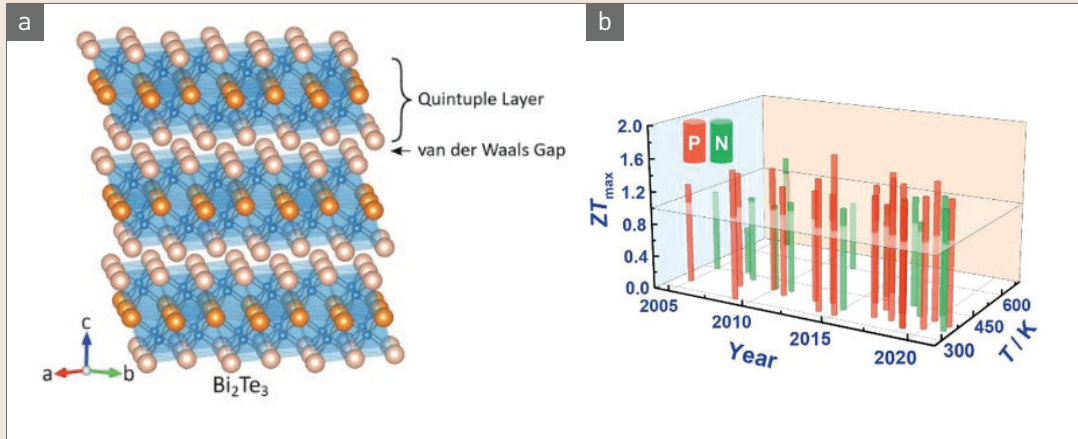 a
Quintuple Layer
van der Waals Gap
c
a
b
Bi₂Te₃
b
P N
ZTmax
2.0
1.6
1.2
0.8
0.4
0.0
2005
2010
2015
2020
Year
300
450
600
T / K